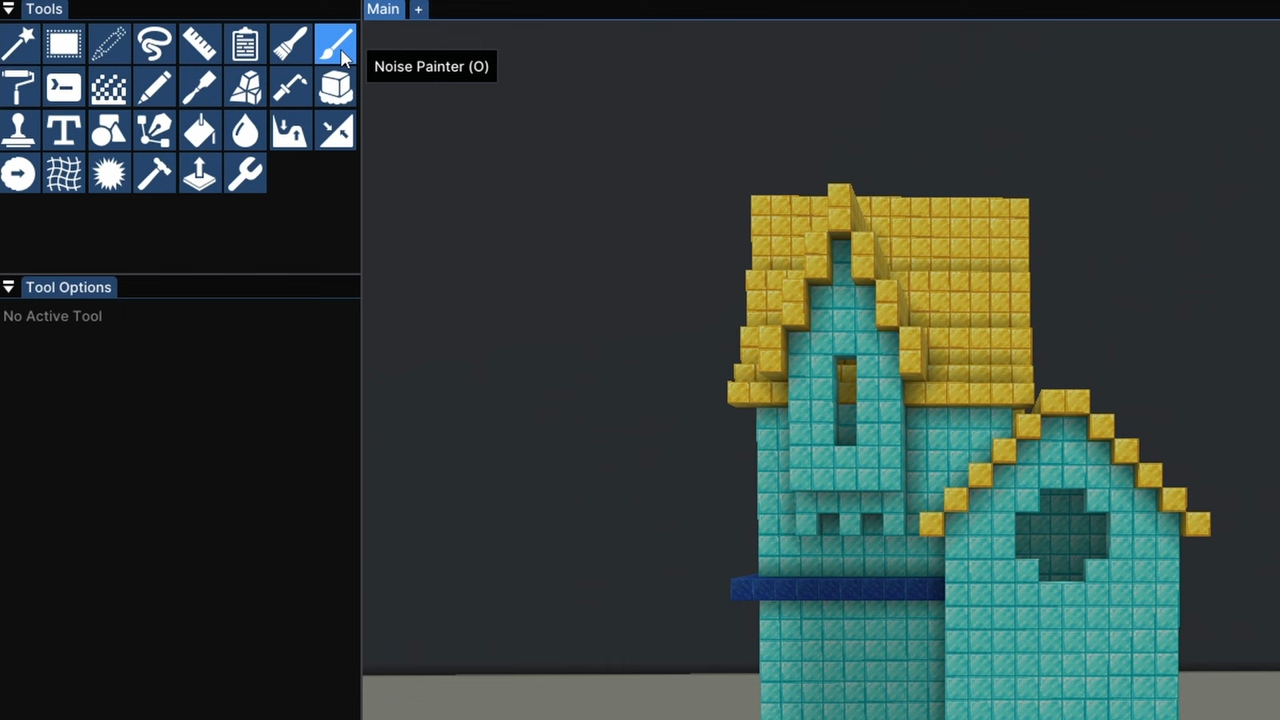 Tools
Main +
Noise Painter (O)
Tool Options
No Active Tool